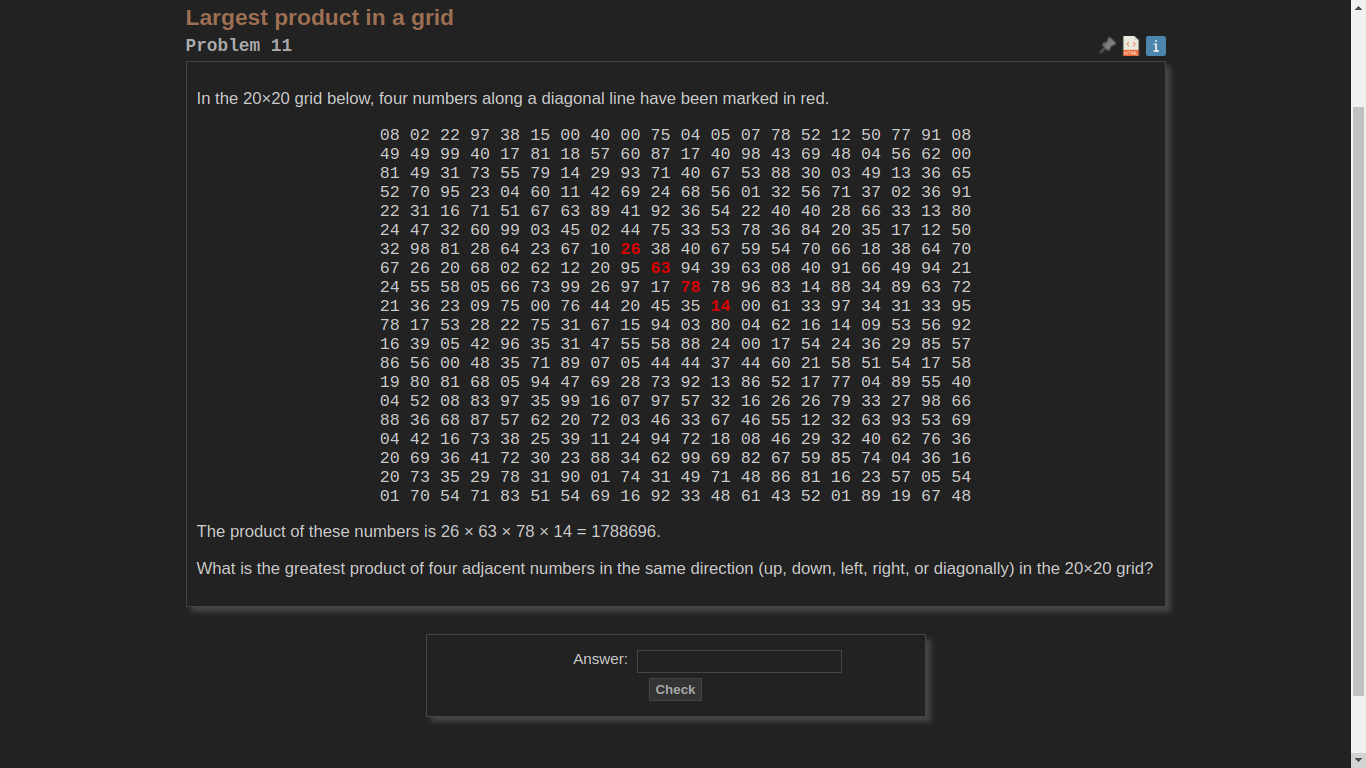 Largest product in a grid
Problem 11
HTML
i
In the 20×20 grid below, four numbers along a diagonal line have been marked in red.
08 02 22 97 38 15 00 40 00 75 04 05 07 78 52 12 50 77 91 08
49 49 99 40 17 81 18 57 60 87 17 40 98 43 69 48 04 56 62 00
81 49 31 73 55 79 14 29 93 71 40 67 53 88 30 03 49 13 36 65
52 70 95 23 04 60 11 42 69 24 68 56 01 32 56 71 37 02 36 91
22 31 16 71 51 67 63 89 41 92 36 54 22 40 40 28 66 33 13 80
24 47 32 60 99 03 45 02 44 75 33 53 78 36 84 20 35 17 12 50
32 98 81 28 64 23 67 10 26 38 40 67 59 54 70 66 18 38 64 70
67 26 20 68 02 62 12 20 95 63 94 39 63 08 40 91 66 49 94 21
24 55 58 05 66 73 99 26 97 17 78 78 96 83 14 88 34 89 63 72
21 36 23 09 75 00 76 44 20 45 35 14 00 61 33 97 34 31 33 95
78 17 53 28 22 75 31 67 15 94 03 80 04 62 16 14 09 53 56 92
16 39 05 42 96 35 31 47 55 58 88 24 00 17 54 24 36 29 85 57
86 56 00 48 35 71 89 07 05 44 44 37 44 60 21 58 51 54 17 58
19 80 81 68 05 94 47 69 28 73 92 13 86 52 17 77 04 89 55 40
04 52 08 83 97 35 99 16 07 97 57 32 16 26 26 79 33 27 98 66
88 36 68 87 57 62 20 72 03 46 33 67 46 55 12 32 63 93 53 69
04 42 16 73 38 25 39 11 24 94 72 18 08 46 29 32 40 62 76 36
20 69 36 41 72 30 23 88 34 62 99 69 82 67 59 85 74 04 36 16
20 73 35 29 78 31 90 01 74 31 49 71 48 86 81 16 23 57 05 54
01 70 54 71 83 51 54 69 16 92 33 48 61 43 52 01 89 19 67 48
The product of these numbers is 26 × 63 × 78 × 14 = 1788696.
What is the greatest product of four adjacent numbers in the same direction (up, down, left, right, or diagonally) in the 20×20 grid?
Answer:
Check